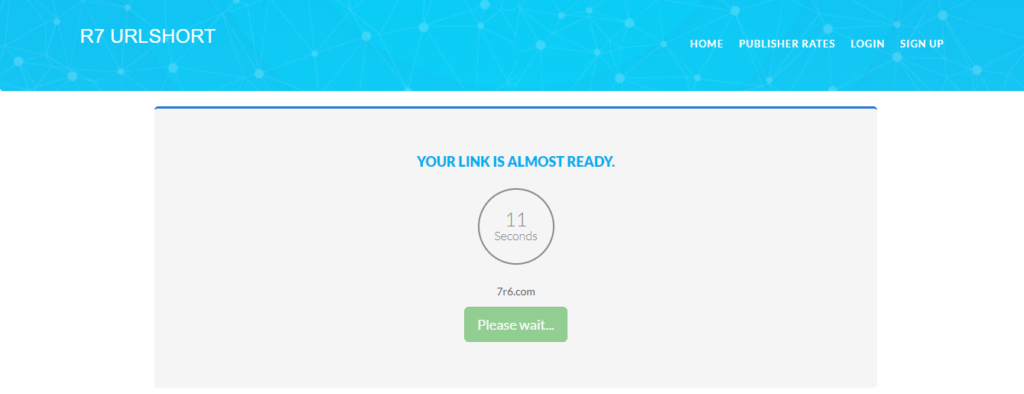 R7 URLSHORT
HOME PUBLISHER RATES LOGIN SIGN UP
YOUR LINK IS ALMOST READY.
11
Seconds
7r6.com
Please wait...